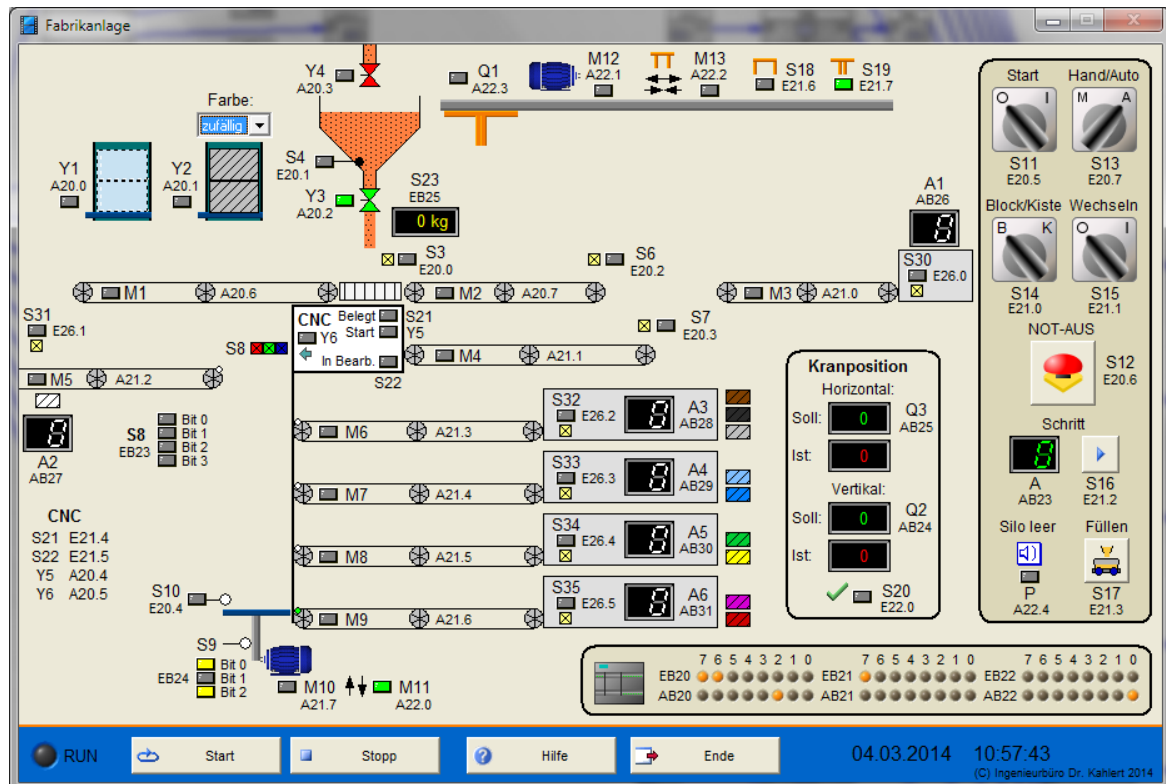 Fabrikanlage
Y4
A20.3
Q1
A22.3
M12
A22.1
M13
A22.2
S18
E21.6
S19
E21.7
Start
Hand/Auto
O I
M A
S11
E20.5
S13
E20.7
Farbe:
zufällig
Y1
A20.0
Y2
A20.1
S4
E20.1
Y3
A20.2
S23
EB25
0 kg
A1
AB26
8
Block/Kiste
Wechseln
B K
O I
S14
E21.0
S15
E21.1
S3
E20.0
S6
E20.2
S30
E26.0
M1
A20.6
M2
A20.7
M3
A21.0
S31
E26.1
S8
CNC
Belegt
S21
Y6
Start
Y5
In Bearb.
S22
S7
E20.3
M4
A21.1
NOT-AUS
S12
E20.6
M5
A21.2
8
A2
AB27
S8
EB23
Bit 0
Bit 1
Bit 2
Bit 3
M6
A21.3
S32
E26.2
8
A3
AB28
M7
A21.4
S33
E26.3
8
A4
AB29
M8
A21.5
S34
E26.4
8
A5
AB30
M9
A21.6
S35
E26.5
8
A6
AB31
Kranposition
Horizontal:
Soll:
0
Q3
AB25
Ist:
0
Vertikal:
Soll:
0
Q2
AB24
Ist:
0
S20
E22.0
Schritt
8
A
AB23
S16
E21.2
Silo leer
Füllen
P
A22.4
S17
E21.3
CNC
S21 E21.4
S22 E21.5
Y5 A20.4
Y6 A20.5
S10
E20.4
S9
EB24
Bit 0
Bit 1
Bit 2
M10
A21.7
M11
A22.0
7 6 5 4 3 2 1 0
7 6 5 4 3 2 1 0
7 6 5 4 3 2 1 0
EB20
EB21
EB22
AB20
AB21
AB22
RUN
Start
Stopp
Hilfe
Ende
04.03.2014
10:57:43
(C) Ingenieurbüro Dr. Kahlert 2014